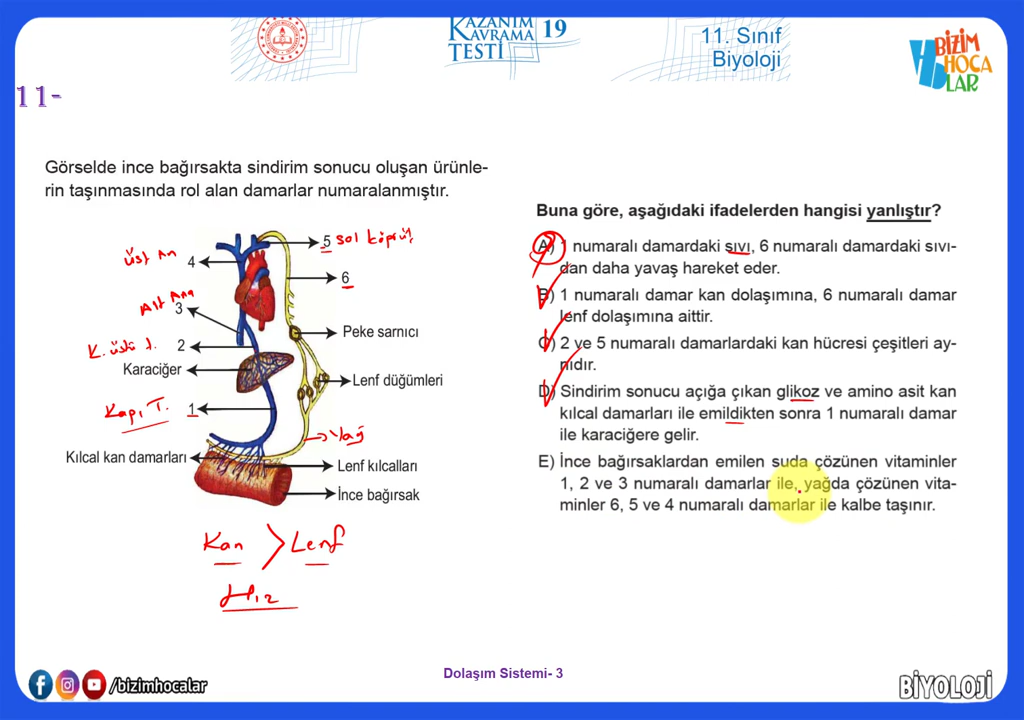 KAZANIM
KAVRAMA 19
TESTİ
11. Sınıf
Biyoloji
BİZİM
HOCA
LAR
11-
Görselde ince bağırsakta sindirim sonucu oluşan ürünle-
rin taşınmasında rol alan damarlar numaralanmıştır.
üst An 4
5 sol köprü
6
Alt Ana
3
K. üstü t. 2
Peke sarnıcı
Karaciğer
Lenf düğümleri
Kapı T. 1
Yağ
Kılcal kan damarları
Lenf kılcalları
İnce bağırsak
Kan > Lenf
Hız
Buna göre, aşağıdaki ifadelerden hangisi yanlıştır?
A) 1 numaralı damardaki sıvı, 6 numaralı damardaki sıvı-
dan daha yavaş hareket eder.
B) 1 numaralı damar kan dolaşımına, 6 numaralı damar
lenf dolaşımına aittir.
C) 2 ve 5 numaralı damarlardaki kan hücresi çeşitleri ay-
nıdır.
D) Sindirim sonucu açığa çıkan glikoz ve amino asit kan
kılcal damarları ile emildikten sonra 1 numaralı damar
ile karaciğere gelir.
E) İnce bağırsaklardan emilen suda çözünen vitaminler
1, 2 ve 3 numaralı damarlar ile, yağda çözünen vita-
minler 6, 5 ve 4 numaralı damarlar ile kalbe taşınır.
Dolaşım Sistemi- 3
/bizimhocalar
BİYOLOJİ